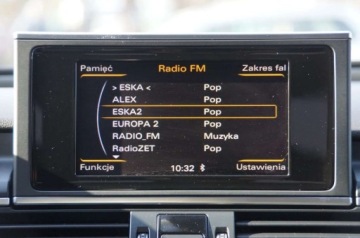 Pamięć Radio FM Zakres fal
> ESKA < Pop
ALEX Pop
ESKA2 Pop
EUROPA 2 Pop
RADIO_FM Muzyka
RadioZET Pop
Funkcje 10:32 Ustawienia